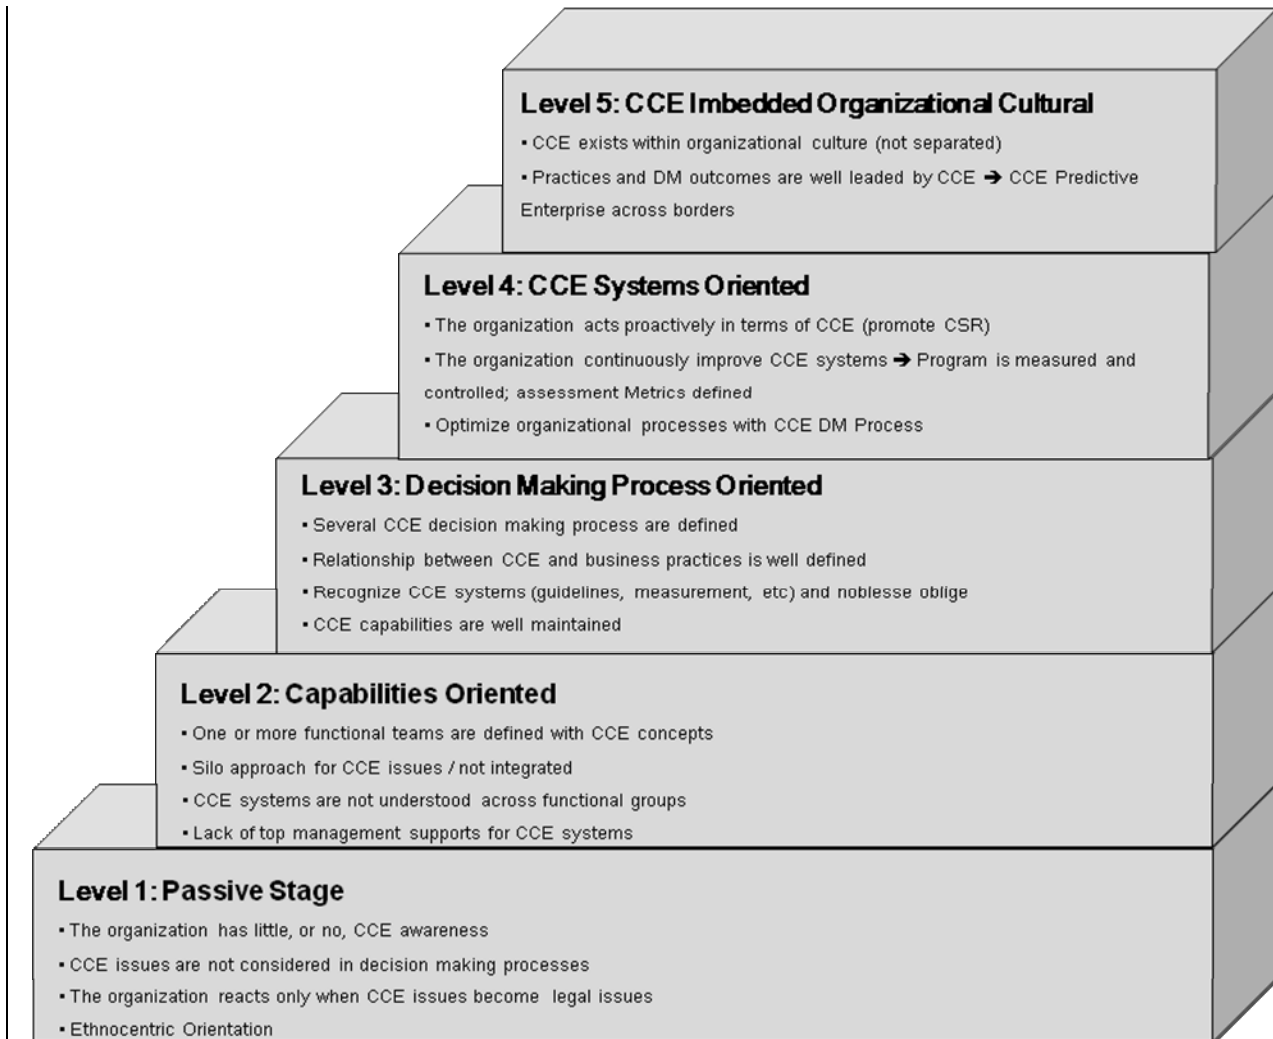 Level 5: CCE Imbedded Organizational Cultural
▪ CCE exists within organizational culture (not separated)
▪ Practices and DM outcomes are well leaded by CCE ➔ CCE Predictive
Enterprise across borders
Level 4: CCE Systems Oriented
▪ The organization acts proactively in terms of CCE (promote CSR)
▪ The organization continuously improve CCE systems ➔ Program is measured and
controlled; assessment Metrics defined
▪ Optimize organizational processes with CCE DM Process
Level 3: Decision Making Process Oriented
▪ Several CCE decision making process are defined
▪ Relationship between CCE and business practices is well defined
▪ Recognize CCE systems (guidelines, measurement, etc) and noblesse oblige
▪ CCE capabilities are well maintained
Level 2: Capabilities Oriented
▪ One or more functional teams are defined with CCE concepts
▪ Silo approach for CCE issues / not integrated
▪ CCE systems are not understood across functional groups
▪ Lack of top management supports for CCE systems
Level 1: Passive Stage
▪ The organization has little, or no, CCE awareness
▪ CCE issues are not considered in decision making processes
▪ The organization reacts only when CCE issues become legal issues
▪ Ethnocentric Orientation